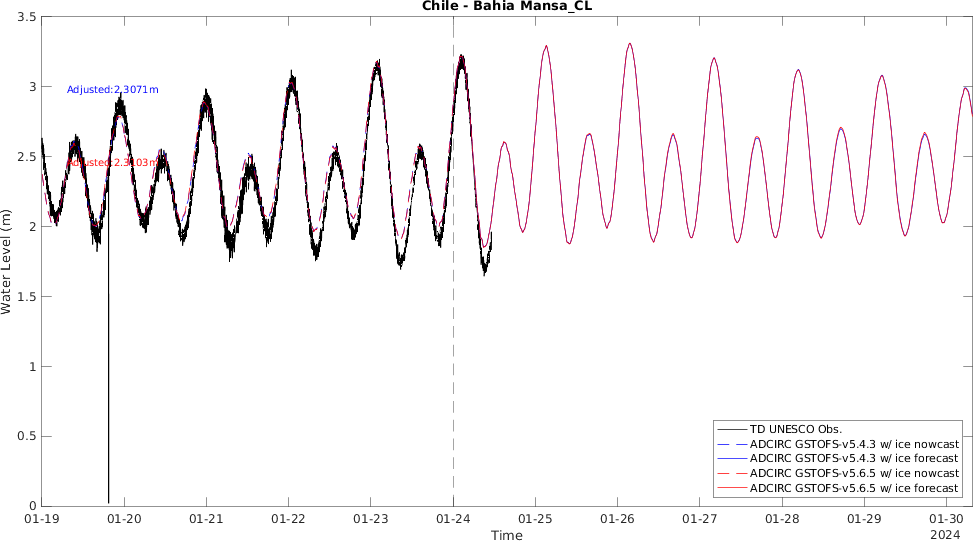 Chile - Bahia Mansa_CL
3.5
3
2.5
2
1.5
1
0.5
0
Water Level (m)
Adjusted:2.3071m
Adjusted:2.3103m
TD UNESCO Obs.
ADCIRC GSTOFS-v5.4.3 w/ ice nowcast
ADCIRC GSTOFS-v5.4.3 w/ ice forecast
ADCIRC GSTOFS-v5.6.5 w/ ice nowcast
ADCIRC GSTOFS-v5.6.5 w/ ice forecast
01-19 01-20 01-21 01-22 01-23 01-24 01-25 01-26 01-27 01-28 01-29 01-30
Time
2024